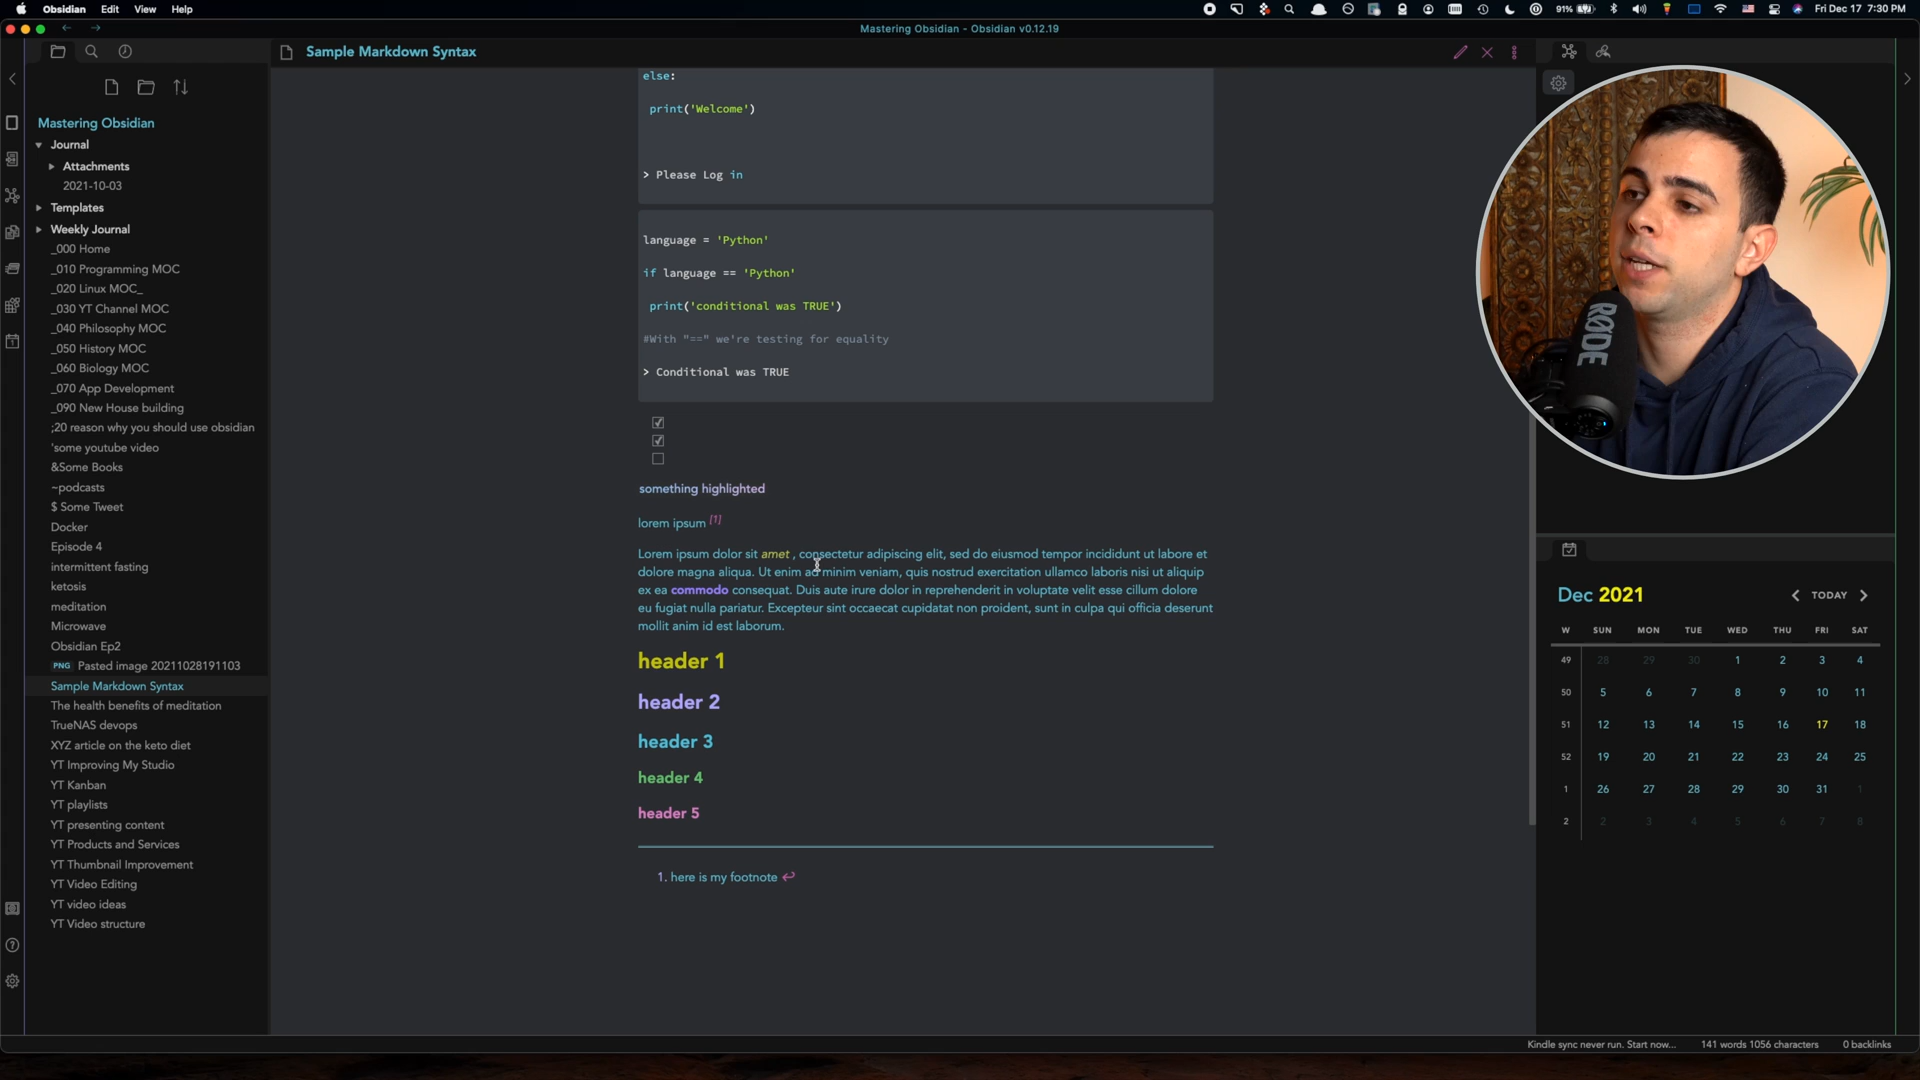 Obsidian Edit View Help
91% Fri Dec 17 7:30 PM
Mastering Obsidian - Obsidian v0.12.19
Sample Markdown Syntax
Mastering Obsidian
Journal
Attachments
2021-10-03
Templates
Weekly Journal
_000 Home
_010 Programming MOC
_020 Linux MOC_
_030 YT Channel MOC
_040 Philosophy MOC
_050 History MOC
_060 Biology MOC
_070 App Development
_090 New House building
;20 reason why you should use obsidian
'some youtube video
&Some Books
~podcasts
$ Some Tweet
Docker
Episode 4
intermittent fasting
ketosis
meditation
Microwave
Obsidian Ep2
PNG Pasted image 20211028191103
Sample Markdown Syntax
The health benefits of meditation
TrueNAS devops
XYZ article on the keto diet
YT Improving My Studio
YT Kanban
YT playlists
YT presenting content
YT Products and Services
YT Thumbnail Improvement
YT Video Editing
YT video ideas
YT Video structure
else:
print('Welcome')
> Please Log in
language = 'Python'
if language == 'Python'
print('conditional was TRUE')
#With "==" we're testing for equality
> Conditional was TRUE
something highlighted
lorem ipsum [1]
Lorem ipsum dolor sit amet , consectetur adipiscing elit, sed do eiusmod tempor incididunt ut labore et
dolore magna aliqua. Ut enim ad minim veniam, quis nostrud exercitation ullamco laboris nisi ut aliquip
ex ea commodo consequat. Duis aute irure dolor in reprehenderit in voluptate velit esse cillum dolore
eu fugiat nulla pariatur. Excepteur sint occaecat cupidatat non proident, sunt in culpa qui officia deserunt
mollit anim id est laborum.
header 1
header 2
header 3
header 4
header 5
1. here is my footnote ↩
RØDE
Dec 2021
TODAY
W SUN MON TUE WED THU FRI SAT
49 28 29 30 1 2 3 4
50 5 6 7 8 9 10 11
51 12 13 14 15 16 17 18
52 19 20 21 22 23 24 25
1 26 27 28 29 30 31 1
2 2 3 4 5 6 7 8
Kindle sync never run. Start now... 141 words 1056 characters 0 backlinks